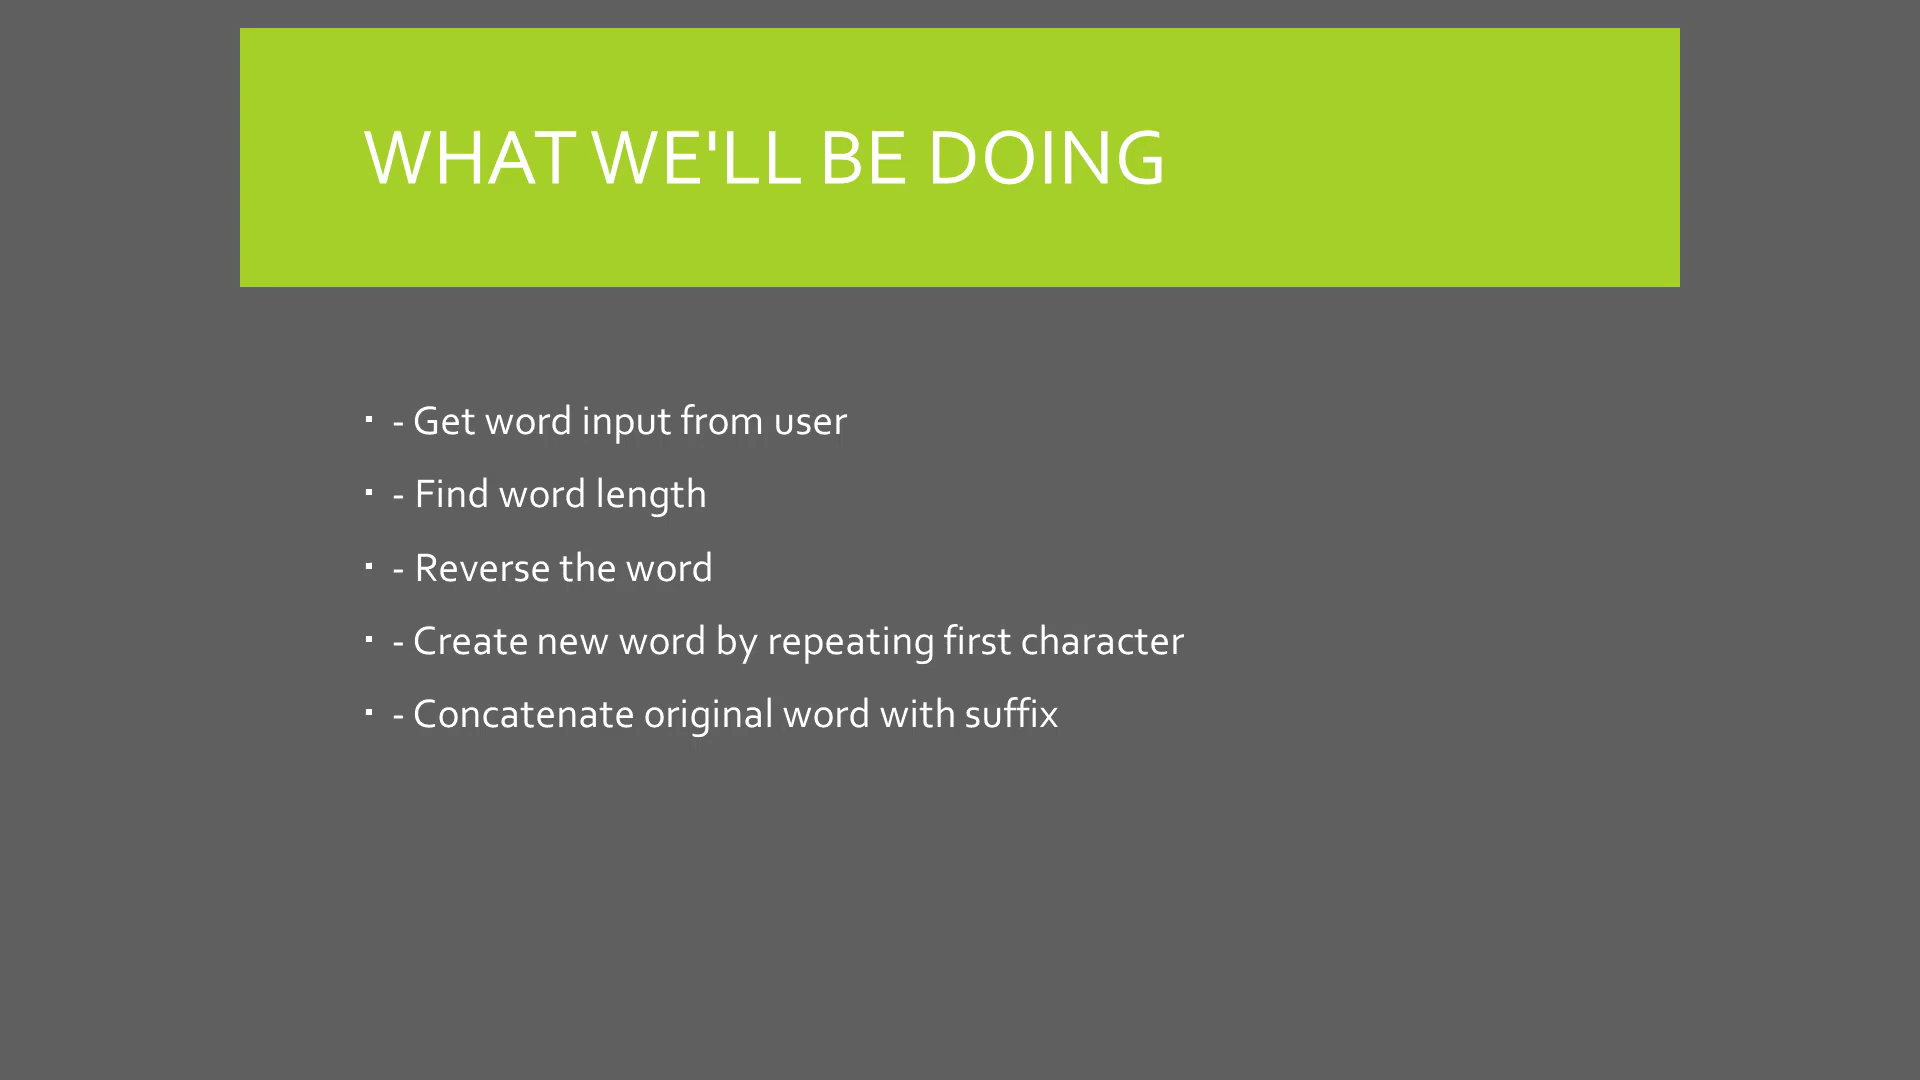 WHAT WE'LL BE DOING
▪ - Get word input from user
▪ - Find word length
▪ - Reverse the word
▪ - Create new word by repeating first character
▪ - Concatenate original word with suffix